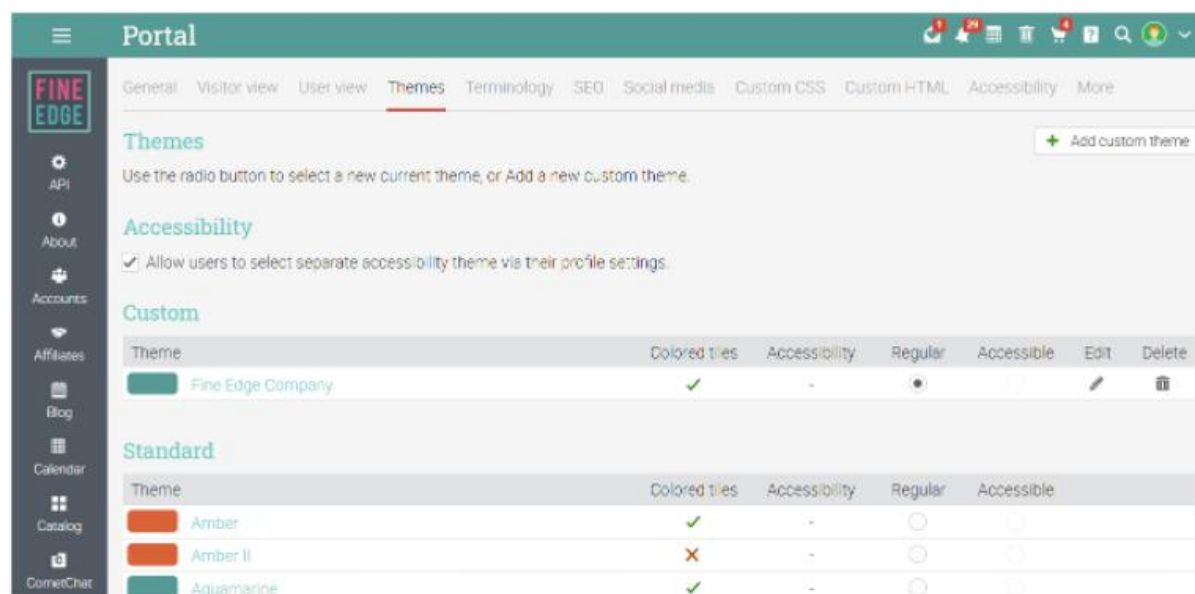 Portal
1
29
4
FINE
EDGE
General Visitor view User view Themes Terminology SEO Social media Custom CSS Custom HTML Accessibility More
Themes
Add custom theme
Use the radio button to select a new current theme, or Add a new custom theme.
Accessibility
Allow users to select separate accessibility theme via their profile settings.
Custom
Theme Colored tiles Accessibility Regular Accessible Edit Delete
Fine Edge Company -
Standard
Theme Colored tiles Accessibility Regular Accessible
Amber -
Amber II -
Aquamarine -
API
About
Accounts
Affiliates
Blog
Calendar
Catalog
CometChat